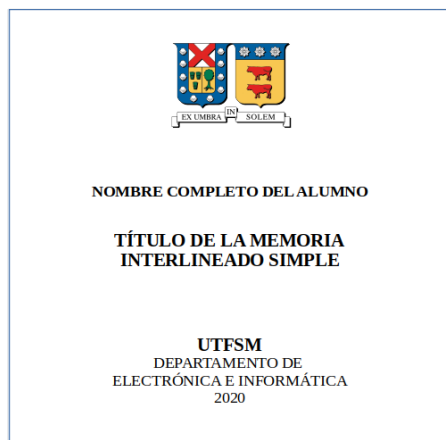 EX UMBRA IN SOLEM
NOMBRE COMPLETO DEL ALUMNO
TÍTULO DE LA MEMORIA
INTERLINEADO SIMPLE
UTFSM
DEPARTAMENTO DE
ELECTRÓNICA E INFORMÁTICA
2020